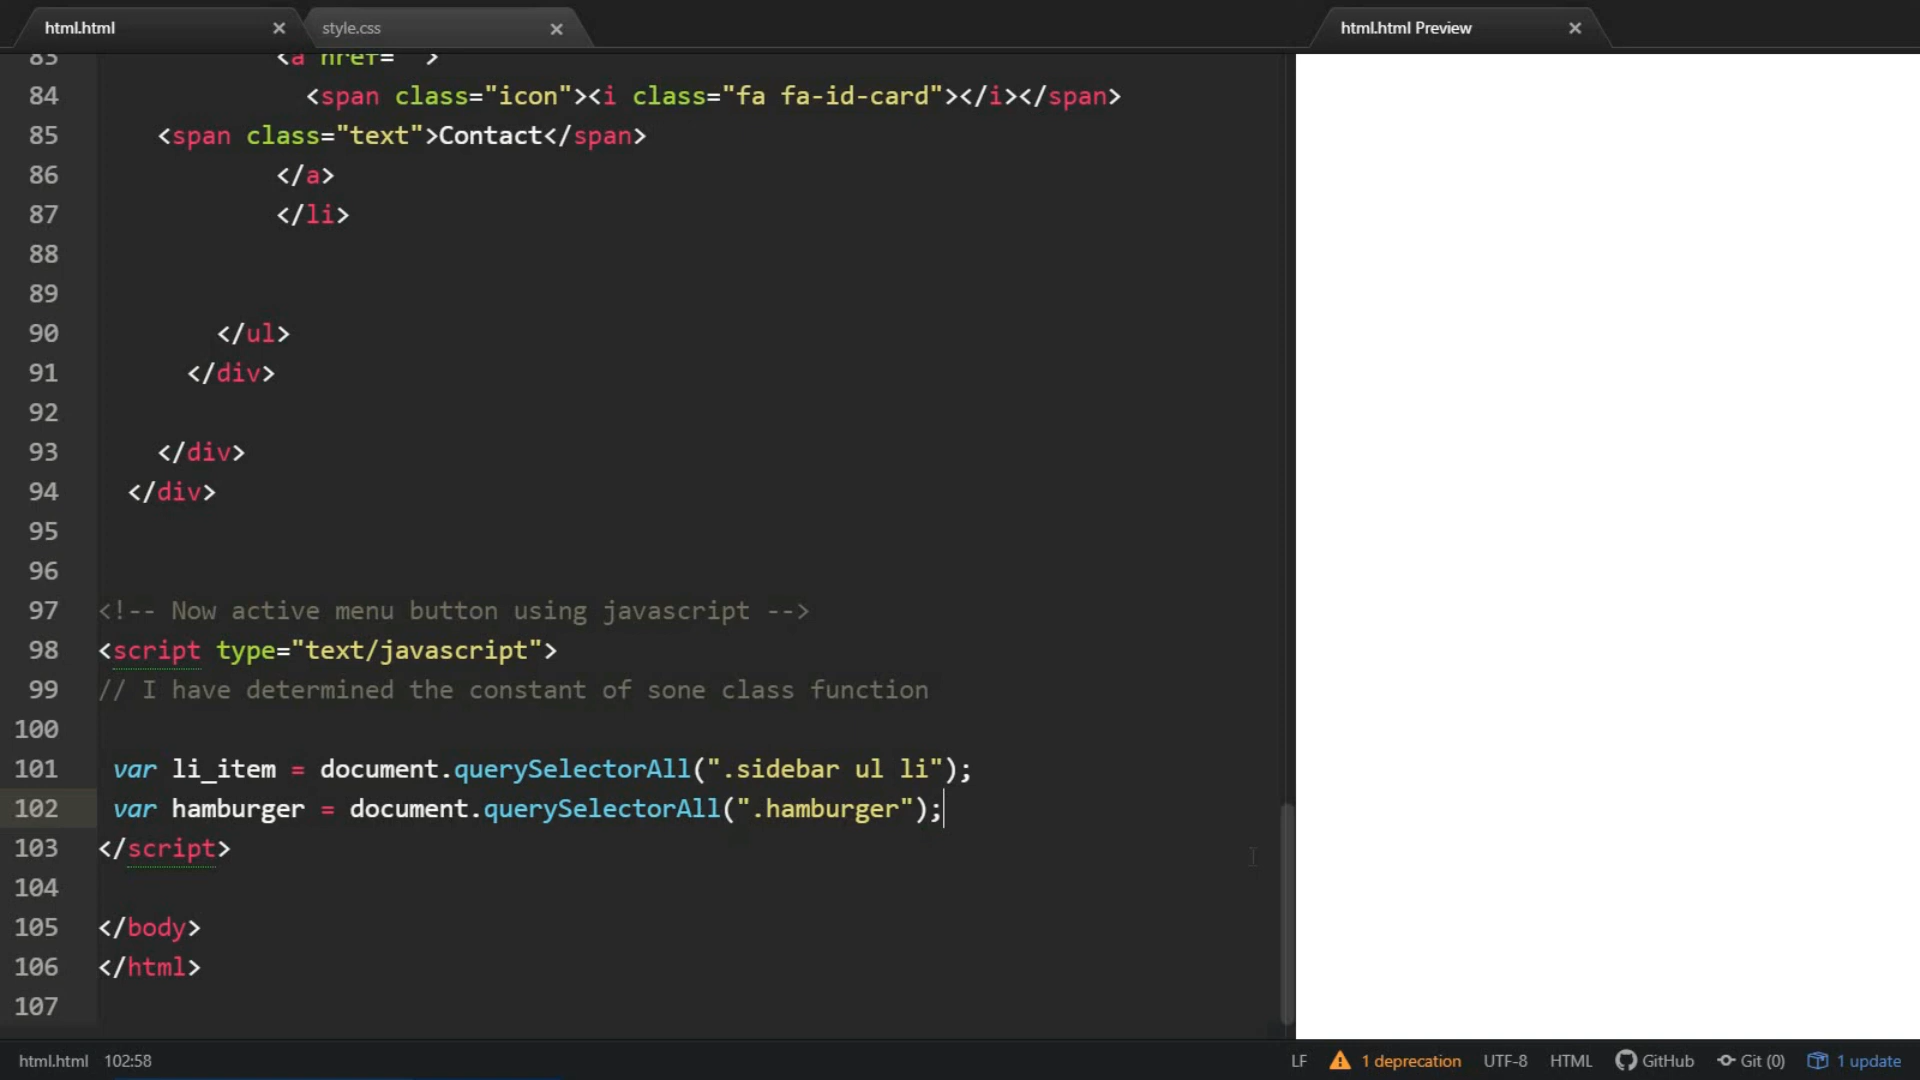 html.html
style.css
html.html Preview
83 <a href=" ">
84 <span class="icon"><i class="fa fa-id-card"></i></span>
85 <span class="text">Contact</span>
86 </a>
87 </li>
88
89
90 </ul>
91 </div>
92
93 </div>
94 </div>
95
96
97 <!-- Now active menu button using javascript -->
98 <script type="text/javascript">
99 // I have determined the constant of sone class function
100
101 var li_item = document.querySelectorAll(".sidebar ul li");
102 var hamburger = document.querySelectorAll(".hamburger");
103 </script>
104
105 </body>
106 </html>
107
html.html 102:58 LF 1 deprecation UTF-8 HTML GitHub Git (0) 1 update